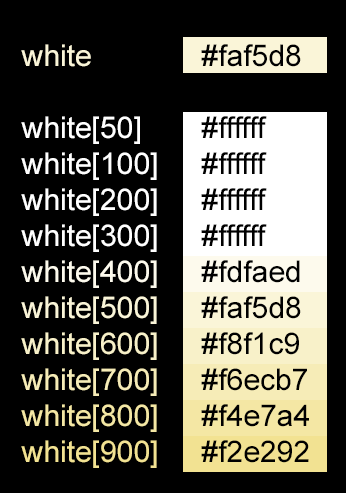 white #faf5d8
white[50] #ffffff
white[100] #ffffff
white[200] #ffffff
white[300] #ffffff
white[400] #fdfaed
white[500] #faf5d8
white[600] #f8f1c9
white[700] #f6ecb7
white[800] #f4e7a4
white[900] #f2e292